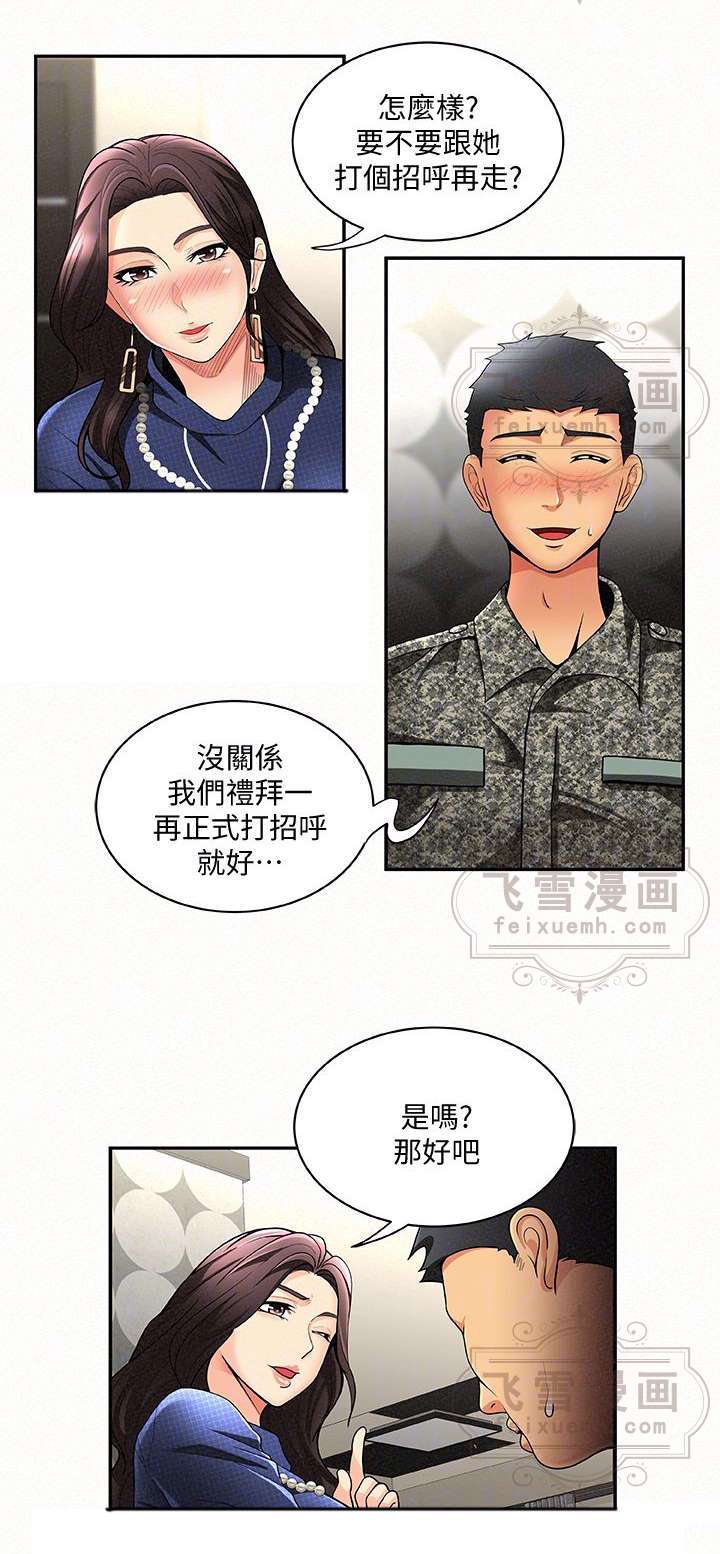 怎麼樣?
要不要跟她
打個招呼再走?
飞雪漫画
feixuemh.com
沒關係
我們禮拜一
再正式打招呼
就好…
飞雪漫画
feixuemh.com
是嗎?
那好吧
飞雪漫画
feixuemh.com